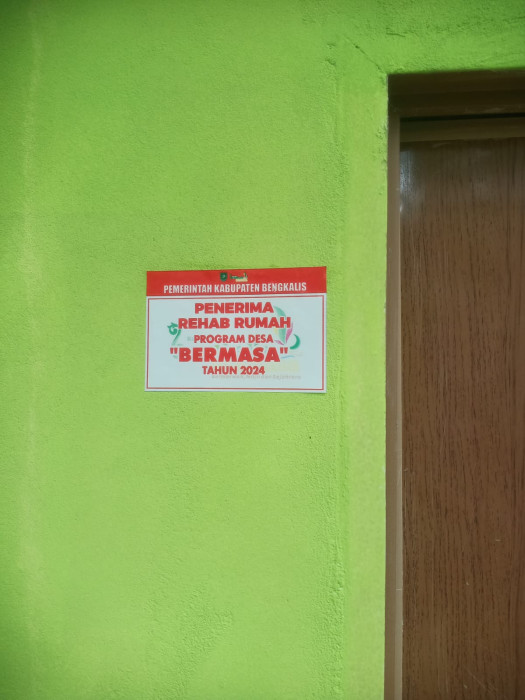 PEMERINTAH KABUPATEN BENGKALIS
PENERIMA
REHAB RUMAH
PROGRAM DESA
"BERMASA"
TAHUN 2024